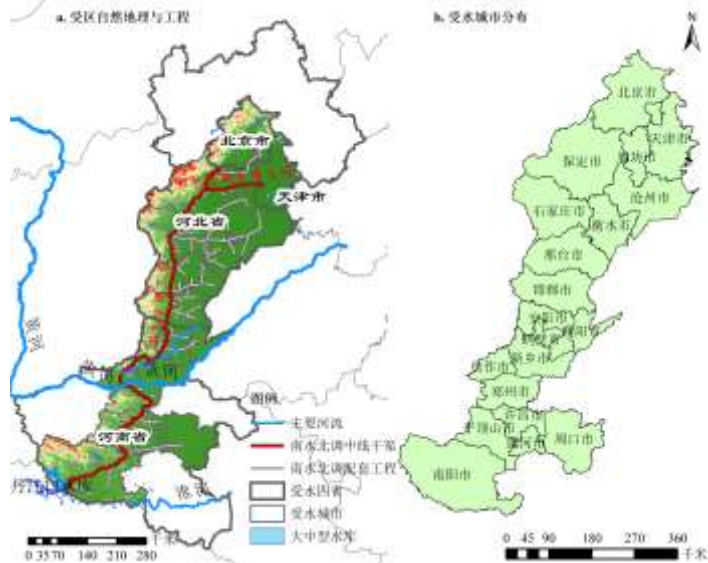 a. 受区自然地理与工程
北京市
天津市
河北省
黄河
河南省
图例
主要河流
南水北调中线干渠
南水北调配套工程
受水四省
受水城市
大中型水库
千米
0 35 70 140 210 280
b. 受水城市分布
N
北京市
天津市
廊坊市
保定市
沧州市
石家庄市
衡水市
邢台市
邯郸市
安阳市
濮阳市
鹤壁市
新乡市
焦作市
郑州市
许昌市
平顶山市
漯河市
周口市
南阳市
0 45 90 180 270 360
千米